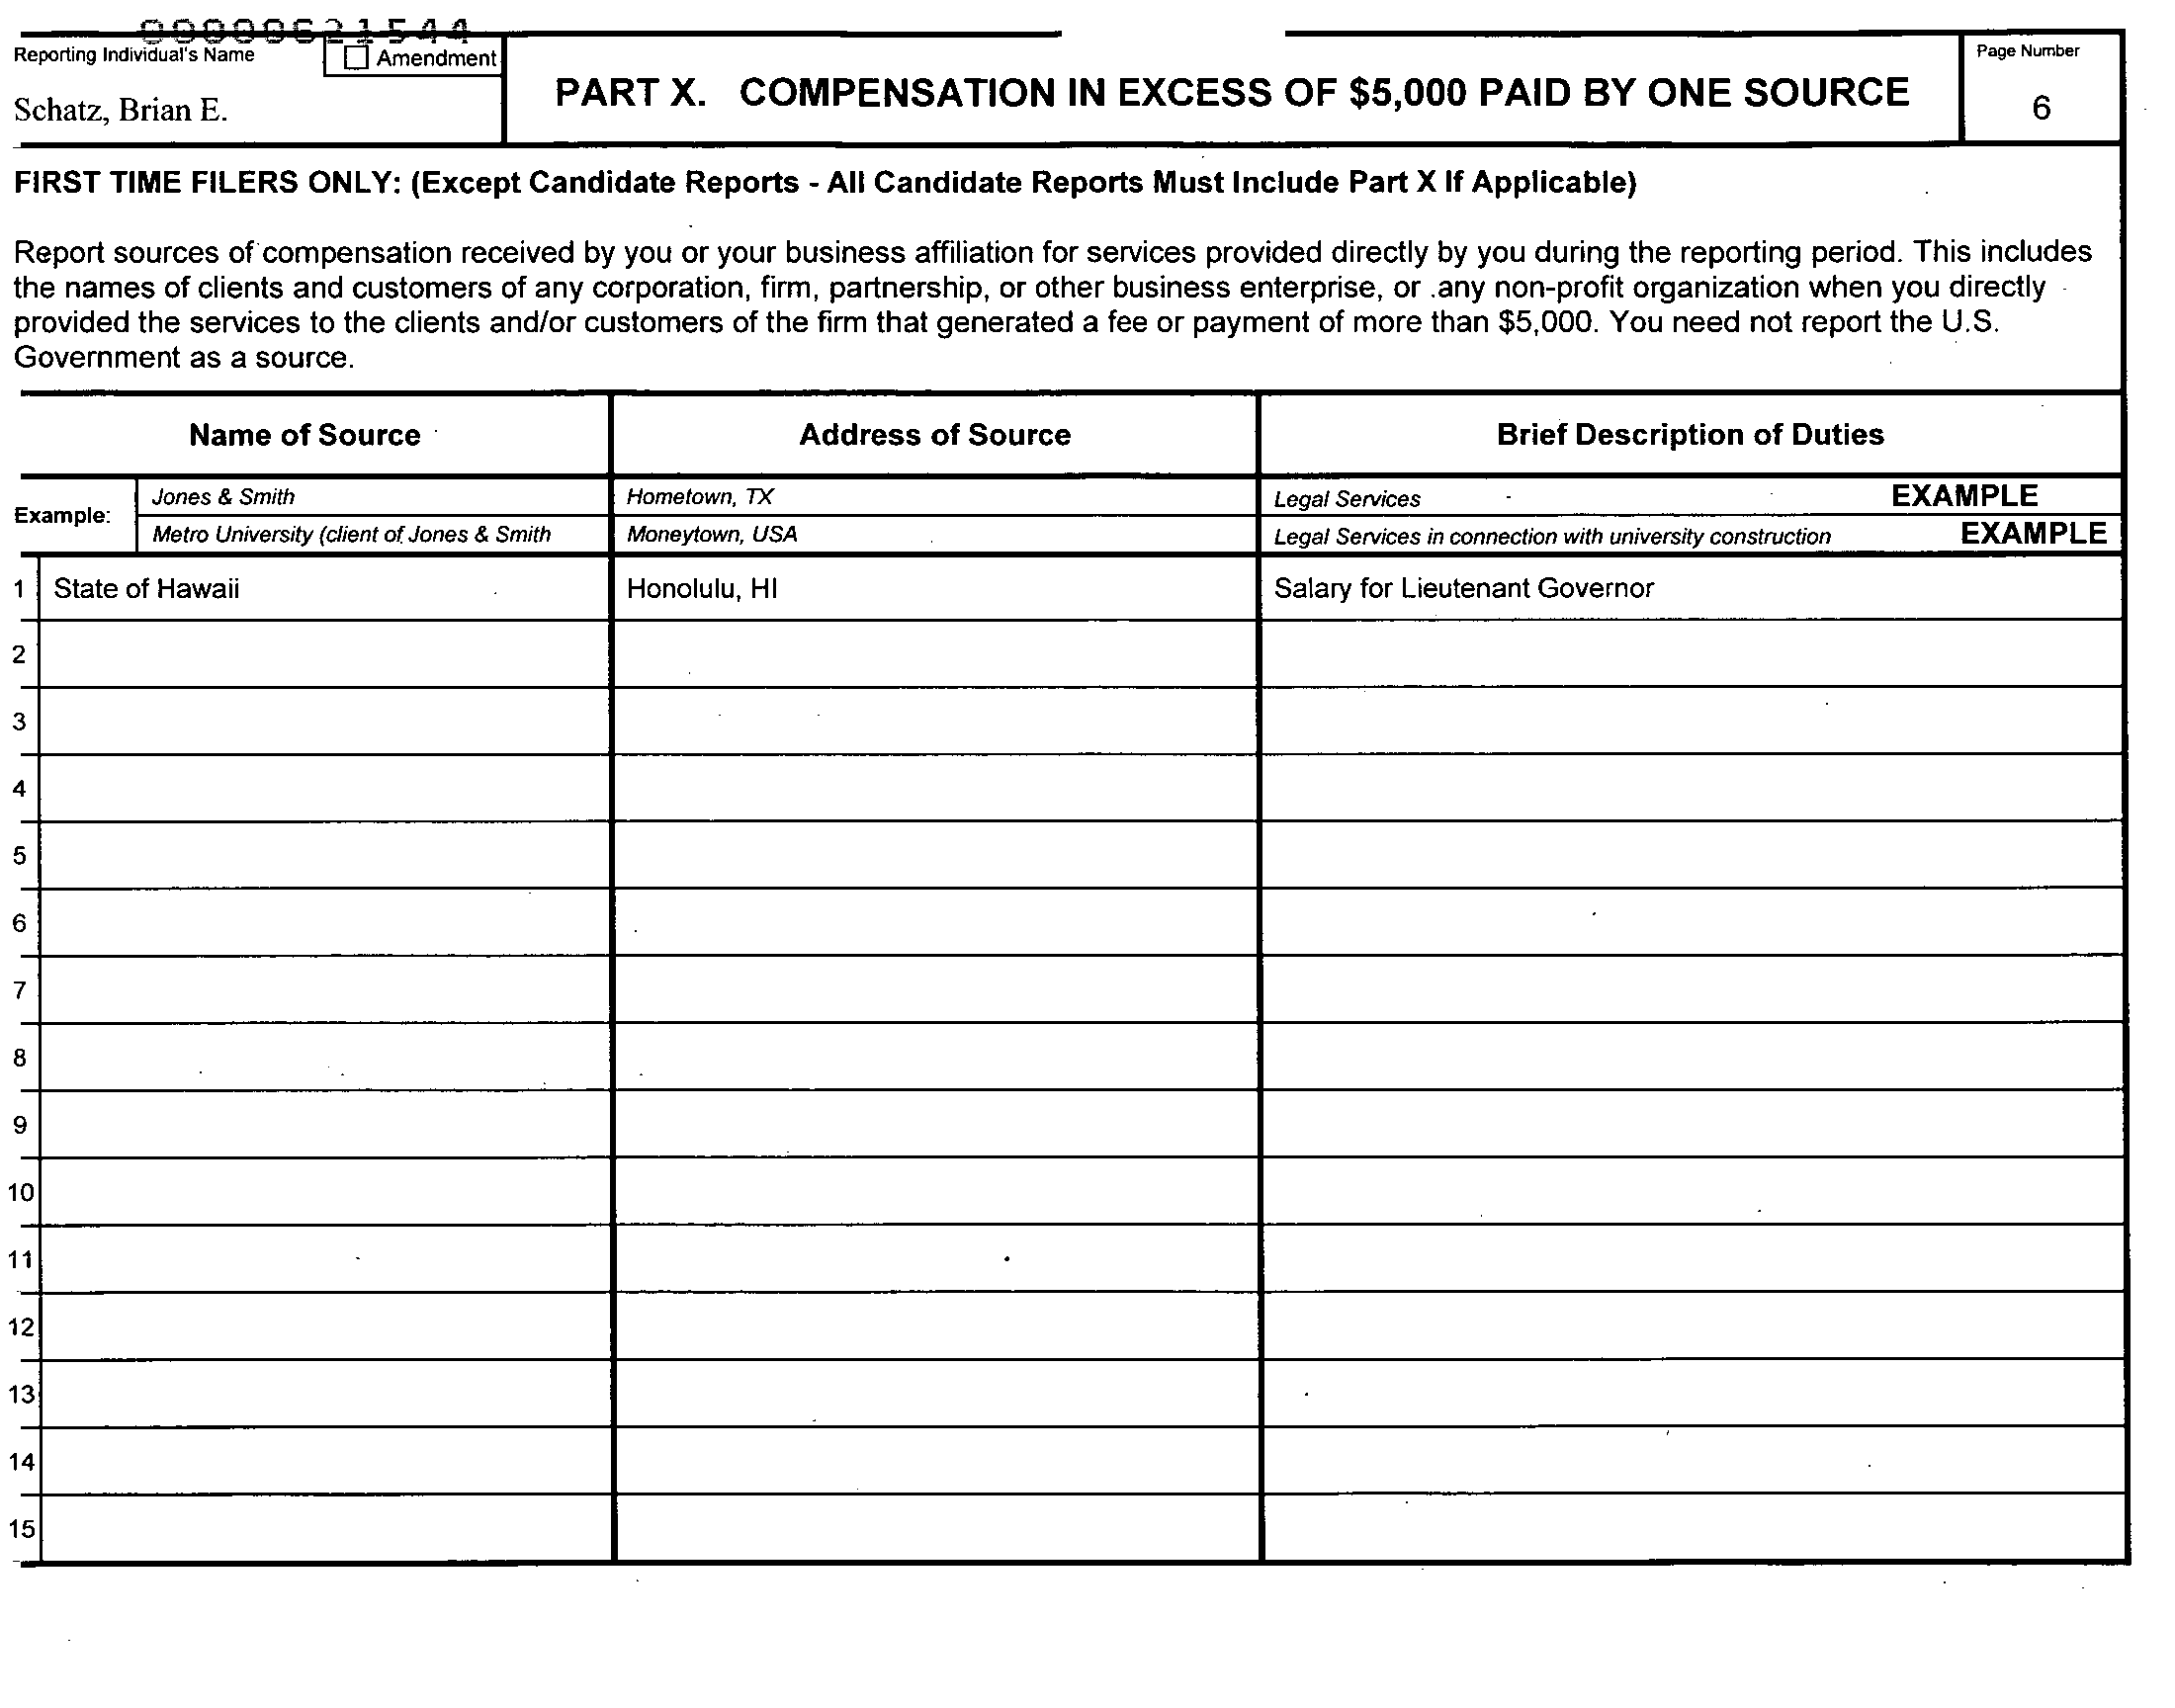 Reporting Individual's Name
☐ Amendment
Schatz, Brian E.
PART X. COMPENSATION IN EXCESS OF $5,000 PAID BY ONE SOURCE
Page Number
6
FIRST TIME FILERS ONLY: (Except Candidate Reports - All Candidate Reports Must Include Part X If Applicable)
Report sources of compensation received by you or your business affiliation for services provided directly by you during the reporting period. This includes
the names of clients and customers of any corporation, firm, partnership, or other business enterprise, or any non-profit organization when you directly
provided the services to the clients and/or customers of the firm that generated a fee or payment of more than $5,000. You need not report the U.S.
Government as a source.
Name of Source Address of Source Brief Description of Duties
Example: Jones & Smith Hometown, TX Legal Services EXAMPLE
Metro University (client of Jones & Smith Moneytown, USA Legal Services in connection with university construction EXAMPLE
1 State of Hawaii Honolulu, HI Salary for Lieutenant Governor
2
3
4
5
6
7
8
9
10
11
12
13
14
15